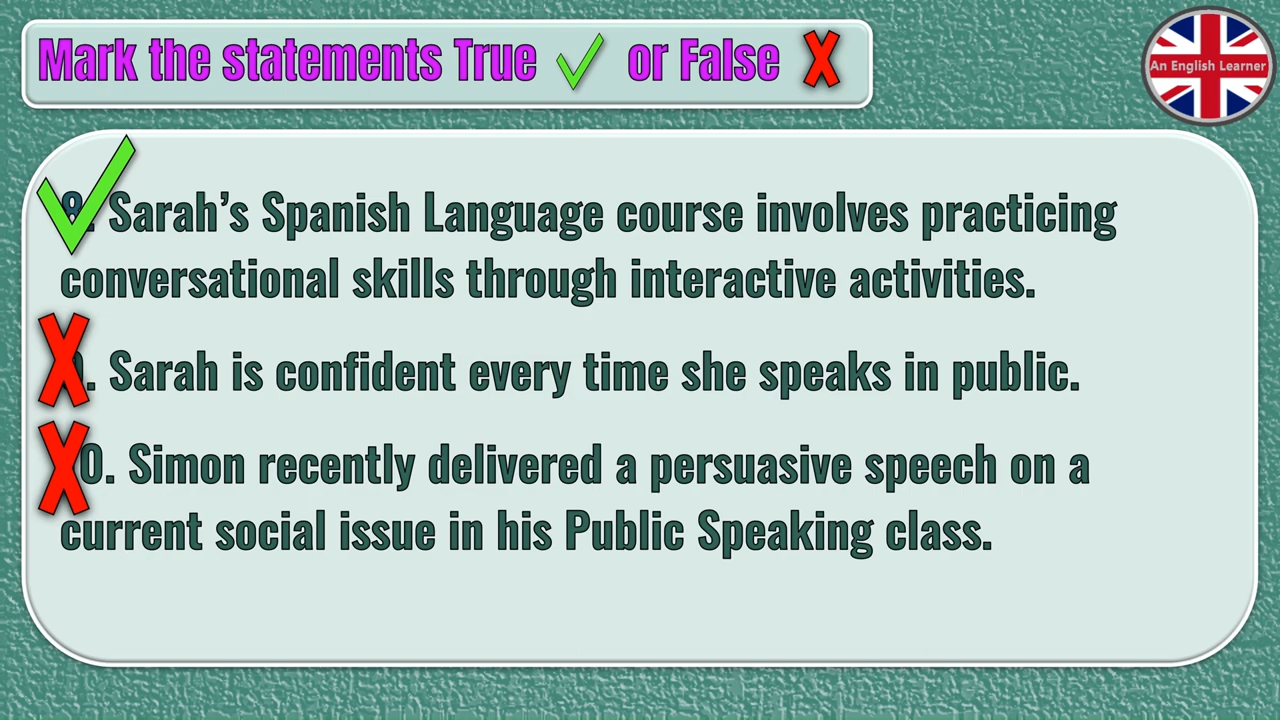 Mark the statements True or False
An English Learner
8. Sarah's Spanish Language course involves practicing
conversational skills through interactive activities.
. Sarah is confident every time she speaks in public.
0. Simon recently delivered a persuasive speech on a
current social issue in his Public Speaking class.